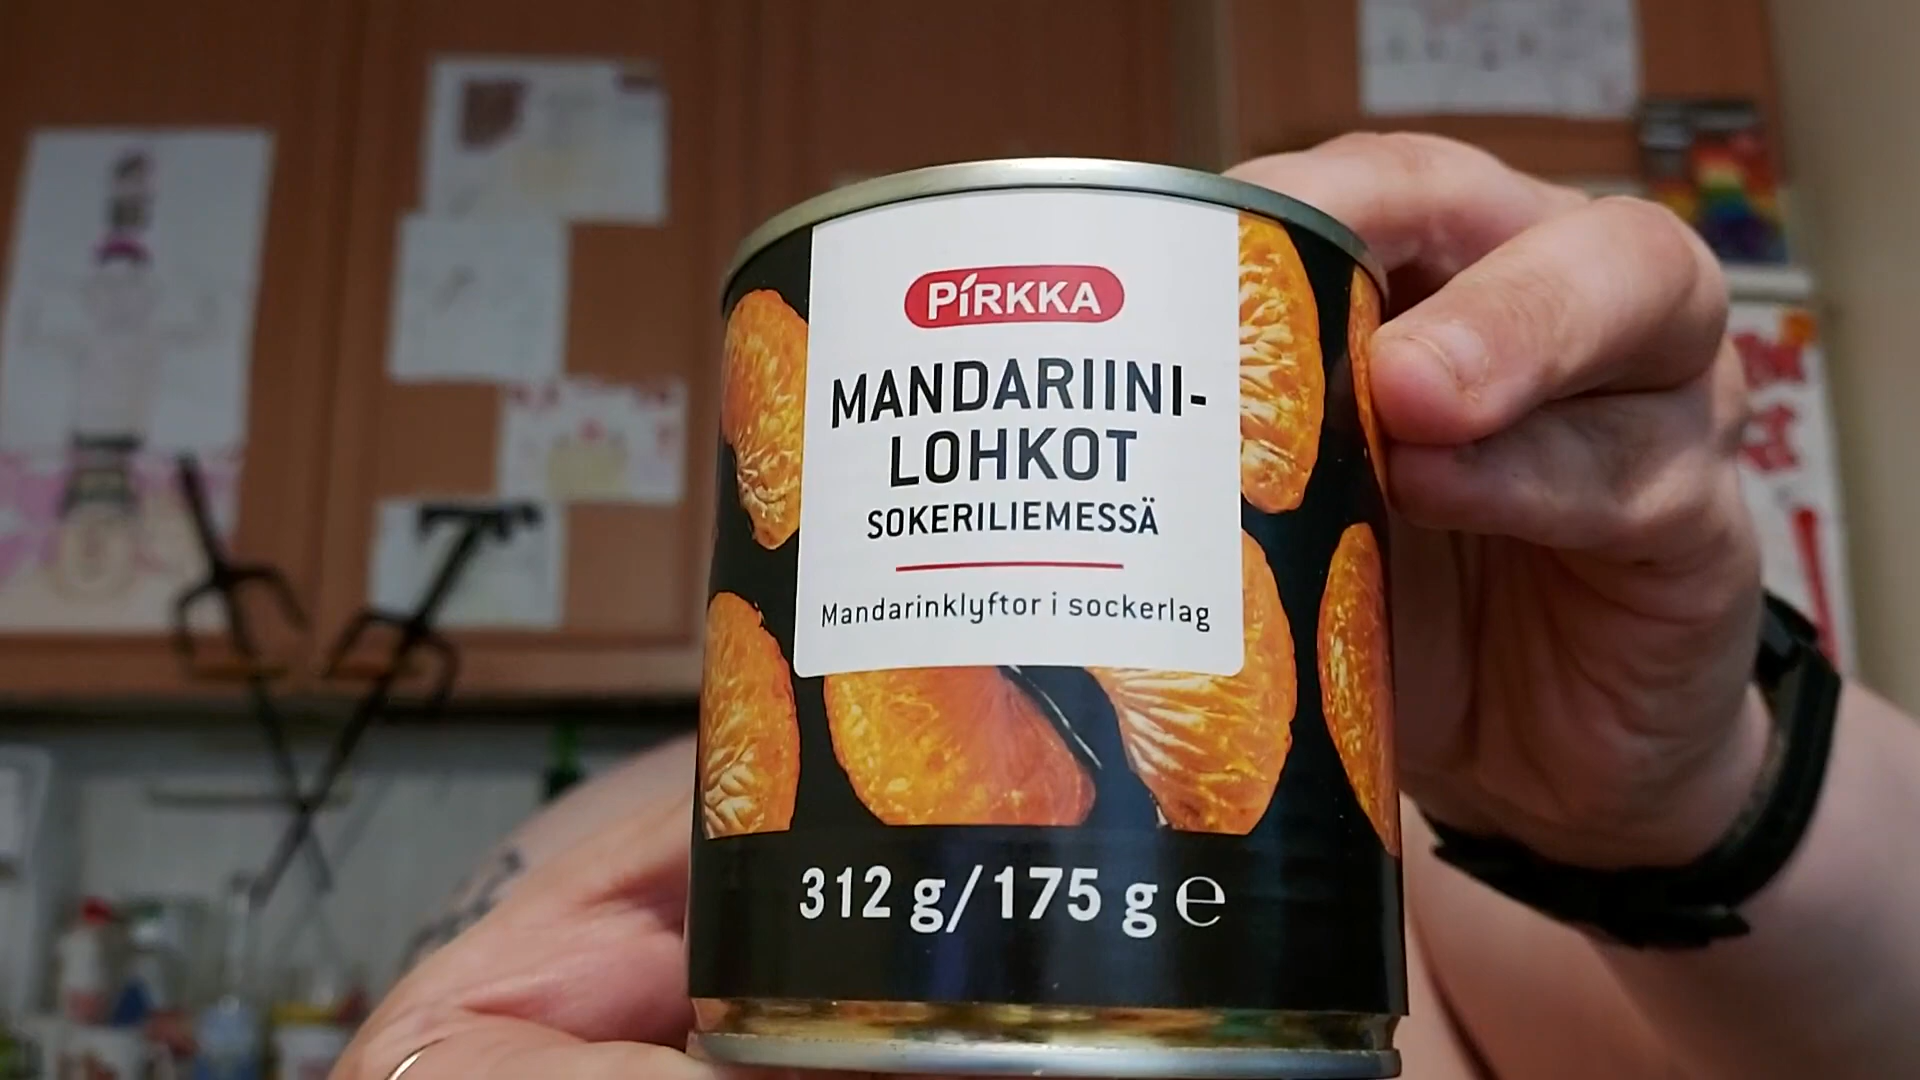 PIRKKA
MANDARIINI-
LOHKOT
SOKERILIEMESSÄ
Mandarinklyftor i sockerlag
312 g/175 g ℮